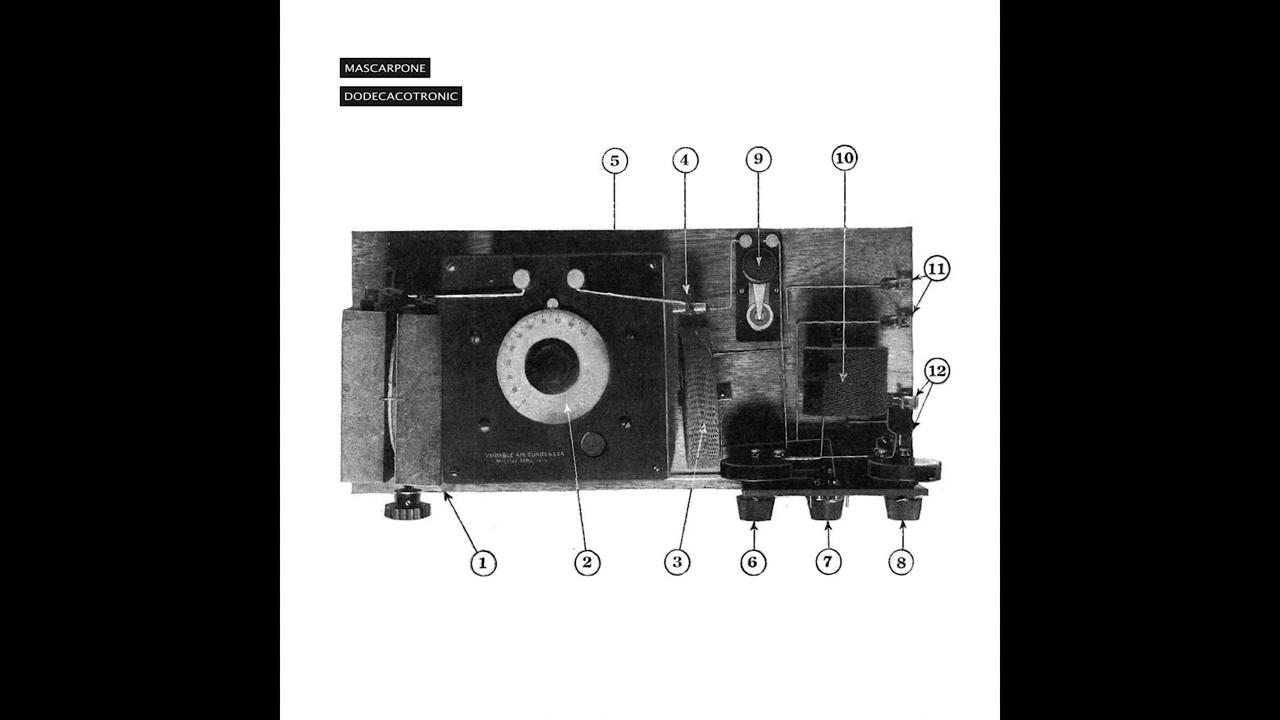 MASCARPONE
DODECACOTRONIC
5 4 9 10
11
12
VARIABLE AIR CONDENSER
1 2 3 6 7 8